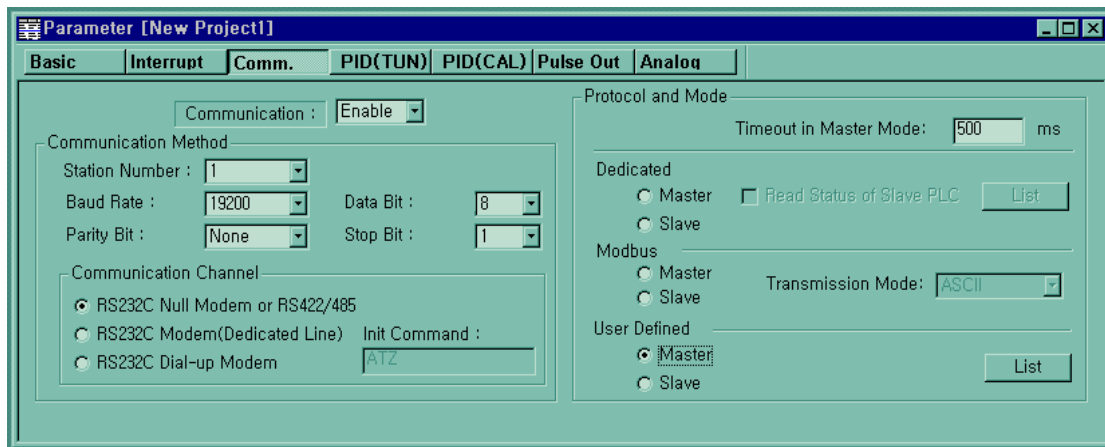 Parameter [New Project1]
Basic Interrupt Comm. PID(TUN) PID(CAL) Pulse Out Analog
Communication : Enable
Communication Method
Station Number : 1
Baud Rate : 19200 Data Bit : 8
Parity Bit : None Stop Bit : 1
Communication Channel
RS232C Null Modem or RS422/485
RS232C Modem(Dedicated Line) Init Command :
RS232C Dial-up Modem ATZ
Protocol and Mode
Timeout in Master Mode: 500 ms
Dedicated
Master Read Status of Slave PLC List
Slave
Modbus
Master
Transmission Mode: ASCII
Slave
User Defined
Master
List
Slave